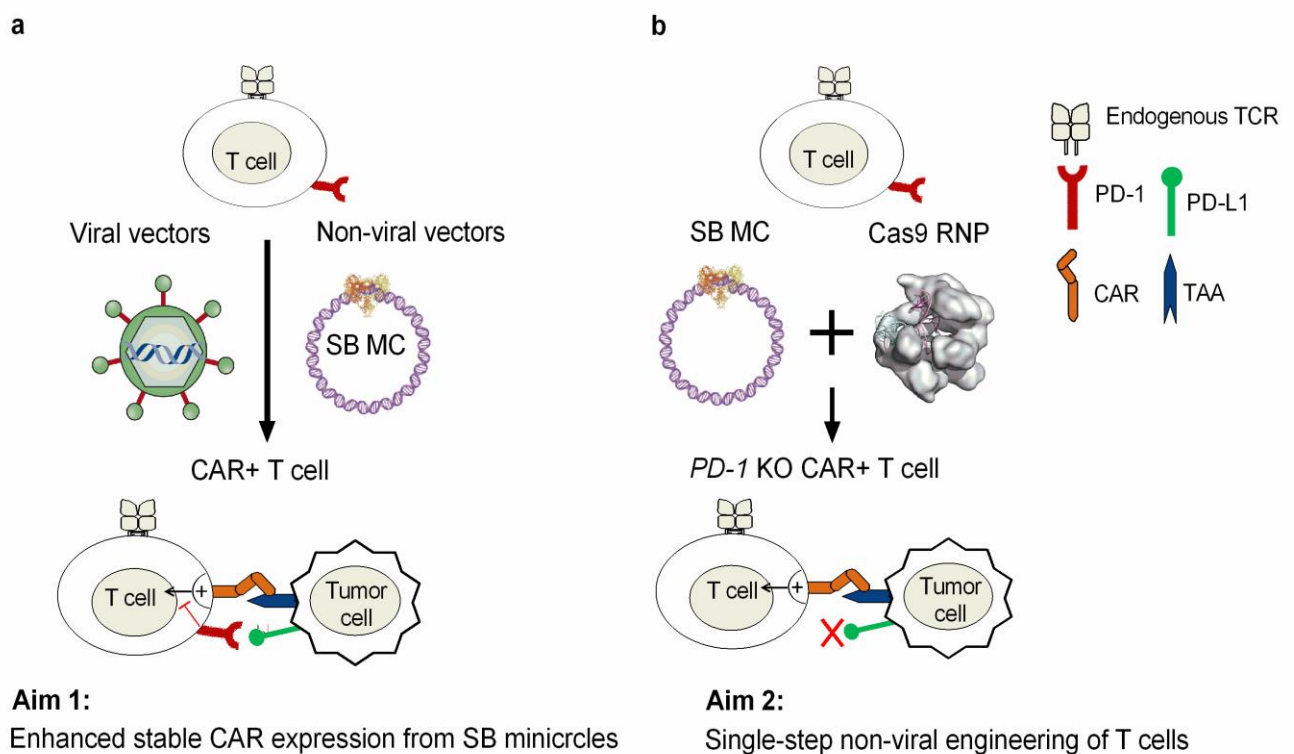 a
T cell
Viral vectors
Non-viral vectors
SB MC
CAR+ T cell
T cell
+
Tumor
cell
Aim 1:
Enhanced stable CAR expression from SB minicrcles
b
T cell
SB MC
Cas9 RNP
PD-1 KO CAR+ T cell
T cell
+
Tumor
cell
Aim 2:
Single-step non-viral engineering of T cells
Endogenous TCR
PD-1
PD-L1
CAR
TAA